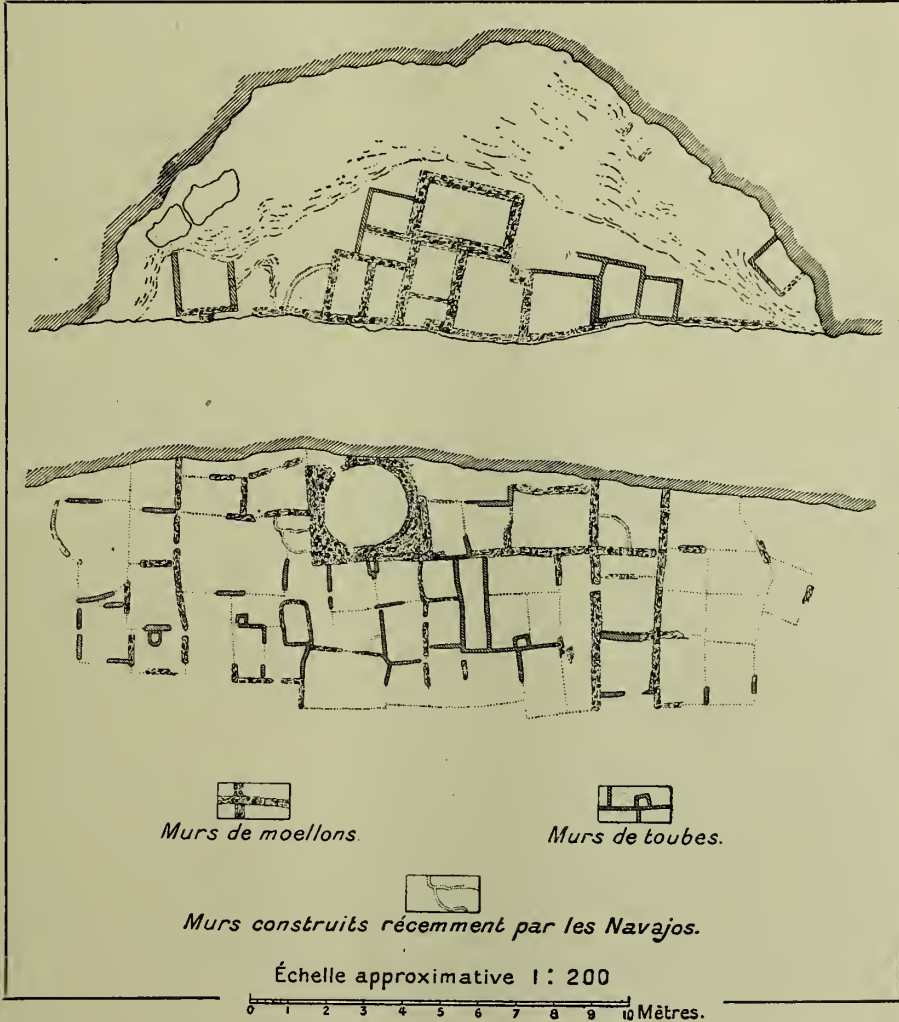 Murs de moellons.
Murs de toubes.
Murs construits récemment par les Navajos.
Échelle approximative 1 : 200
0 1 2 3 4 5 6 7 8 9 10 Mètres.